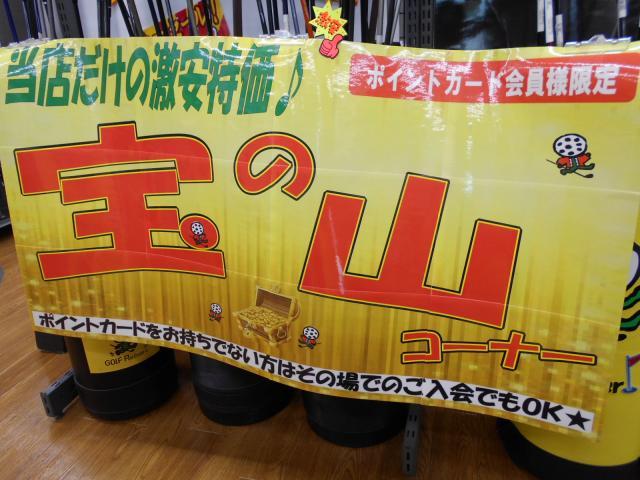 当店だけの激安特価♪
ポイントカード会員様限定
宝の山
コーナー
ポイントカードをお持ちでない方はその場でのご入会でもOK★
GOLF